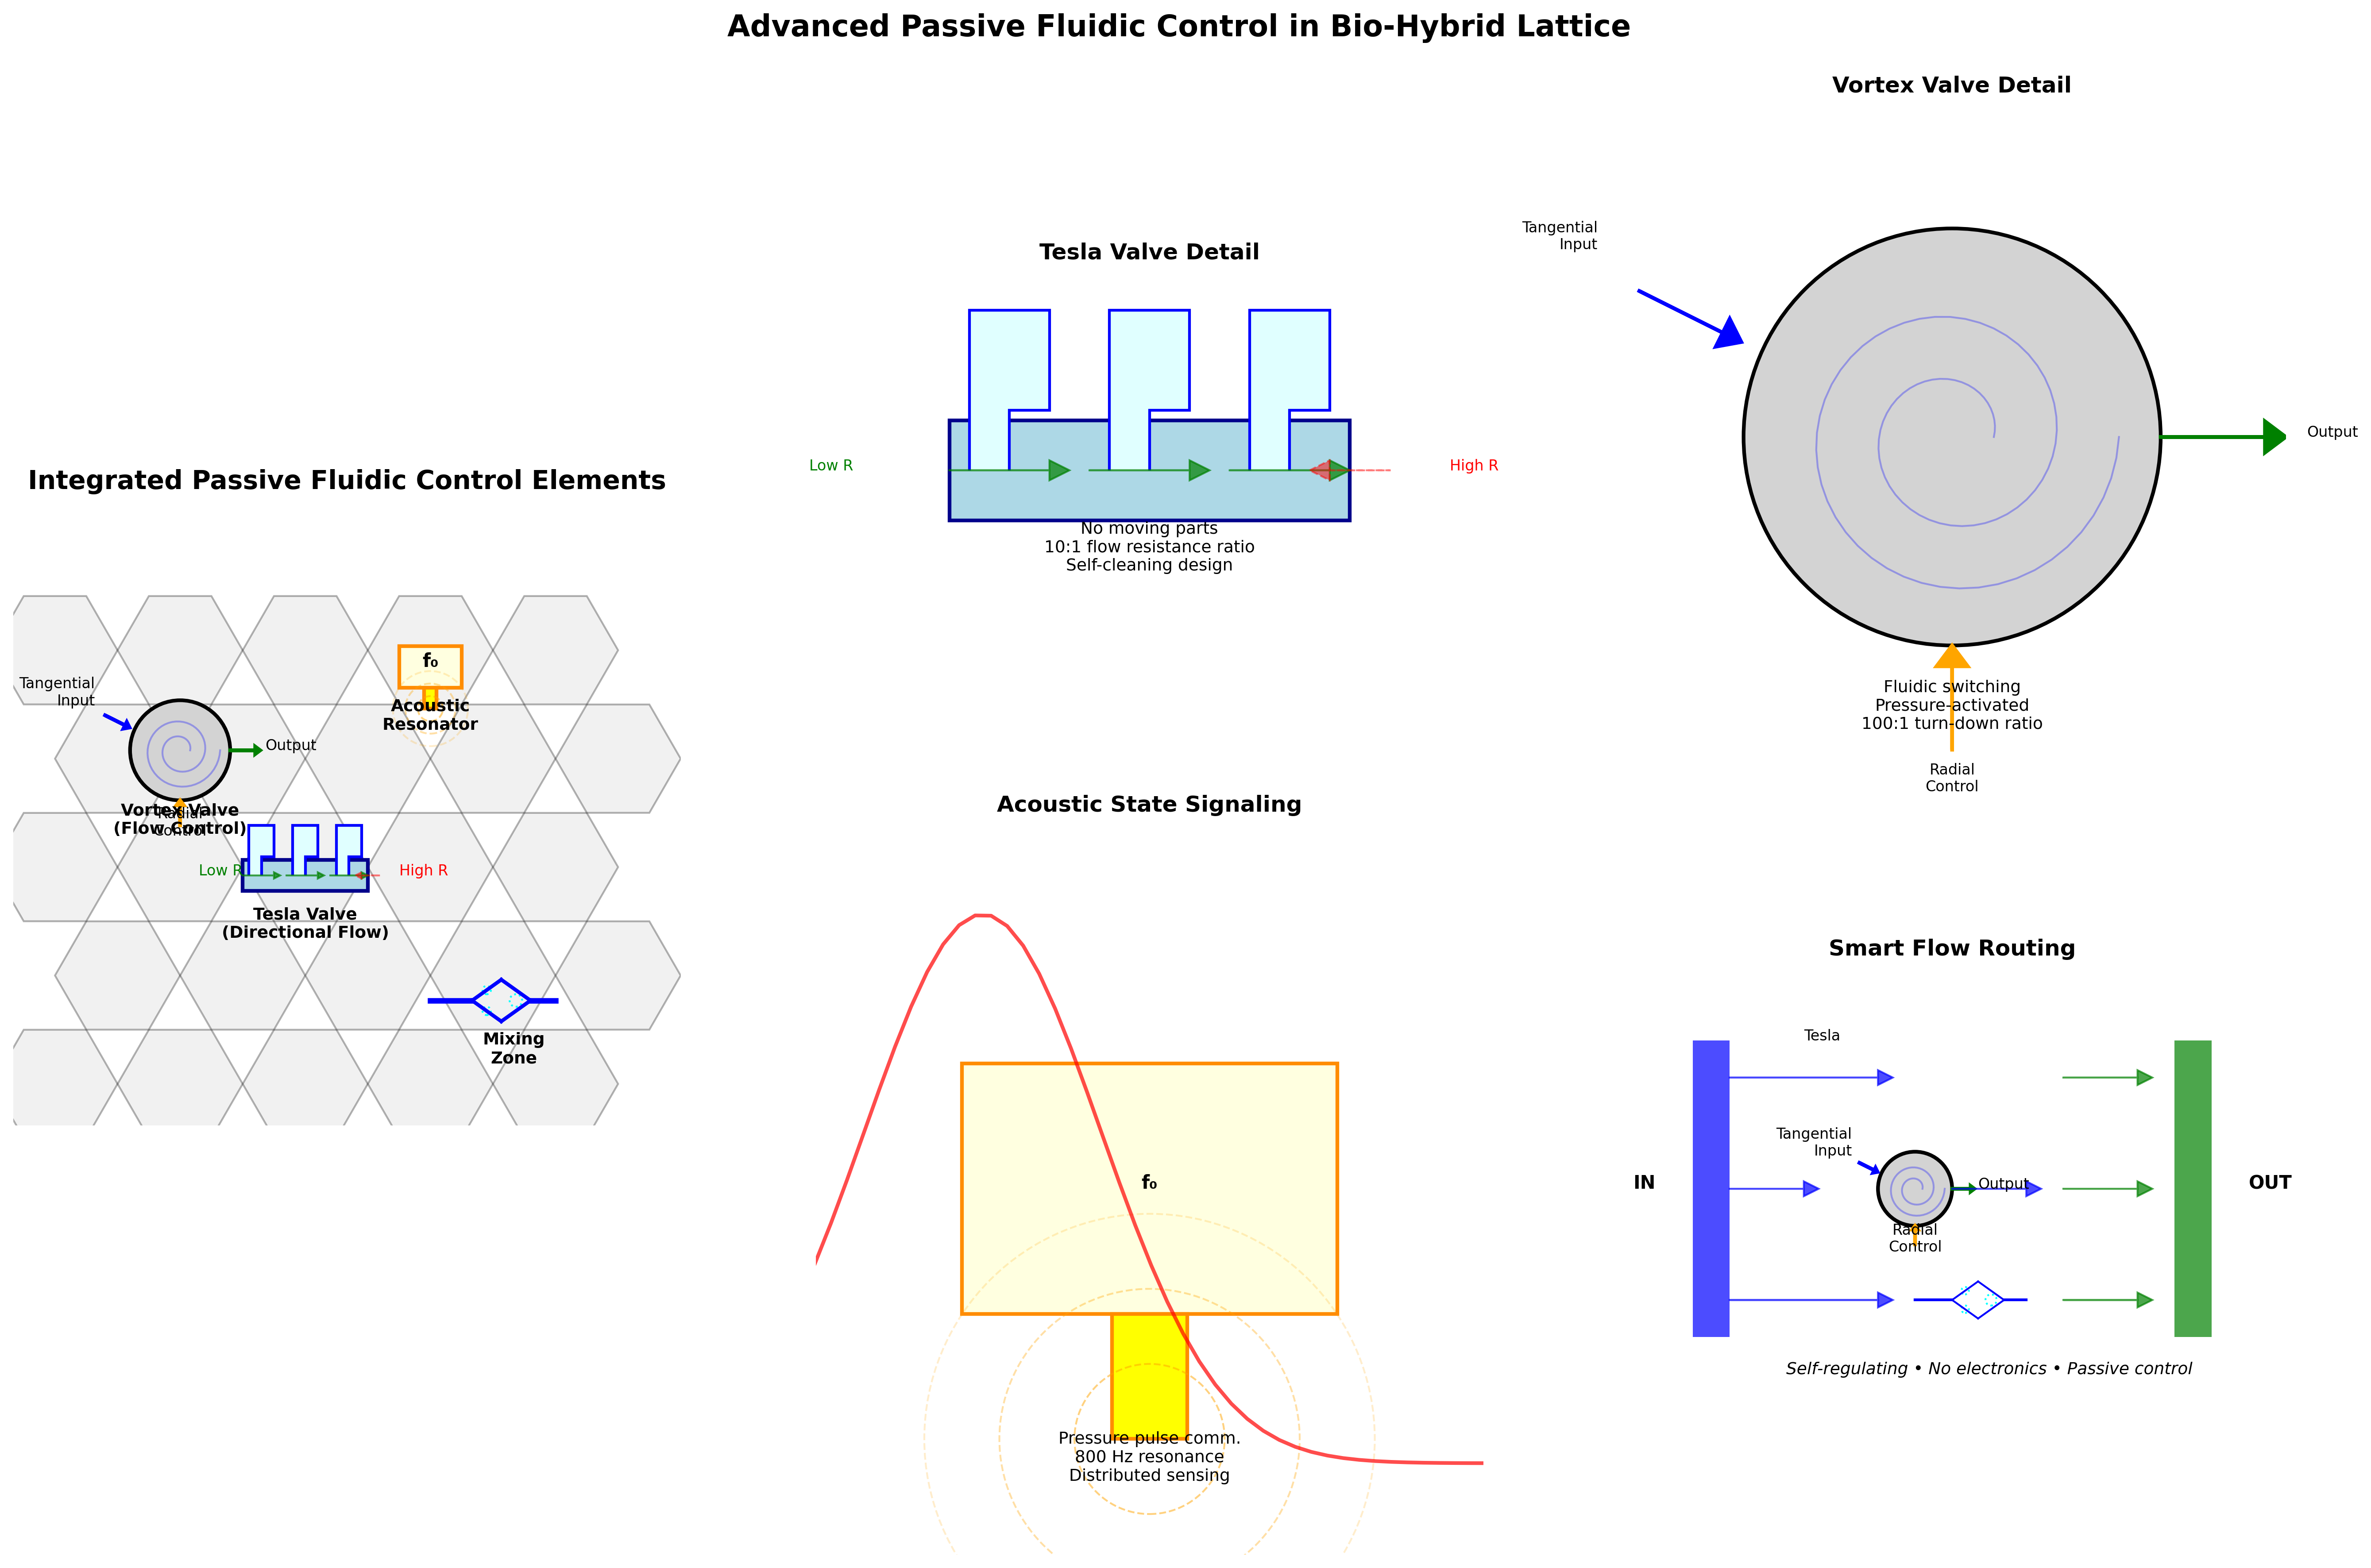 Advanced Passive Fluidic Control in Bio-Hybrid Lattice
Integrated Passive Fluidic Control Elements
f₀
Acoustic
Resonator
Tangential
Input
Output
Vortex Valve
(Flow Control)
Radial
Control
Low R
High R
Tesla Valve
(Directional Flow)
Mixing
Zone
Tesla Valve Detail
Low R
High R
No moving parts
10:1 flow resistance ratio
Self-cleaning design
Vortex Valve Detail
Tangential
Input
Output
Fluidic switching
Pressure-activated
100:1 turn-down ratio
Radial
Control
Acoustic State Signaling
f₀
Pressure pulse comm.
800 Hz resonance
Distributed sensing
Smart Flow Routing
Tesla
Tangential
Input
IN
Output
OUT
Radial
Control
Self-regulating • No electronics • Passive control